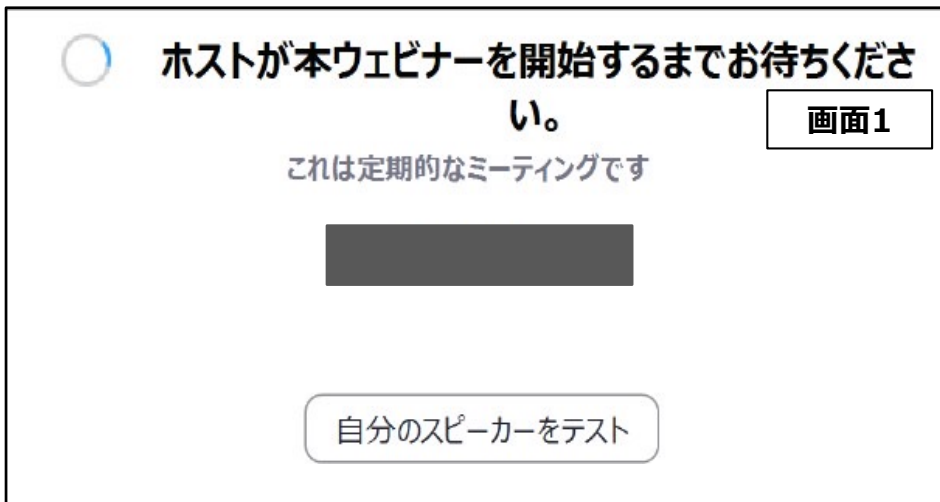 ホストが本ウェビナーを開始するまでお待ちくださ
い。
画面1
これは定期的なミーティングです
自分のスピーカーをテスト